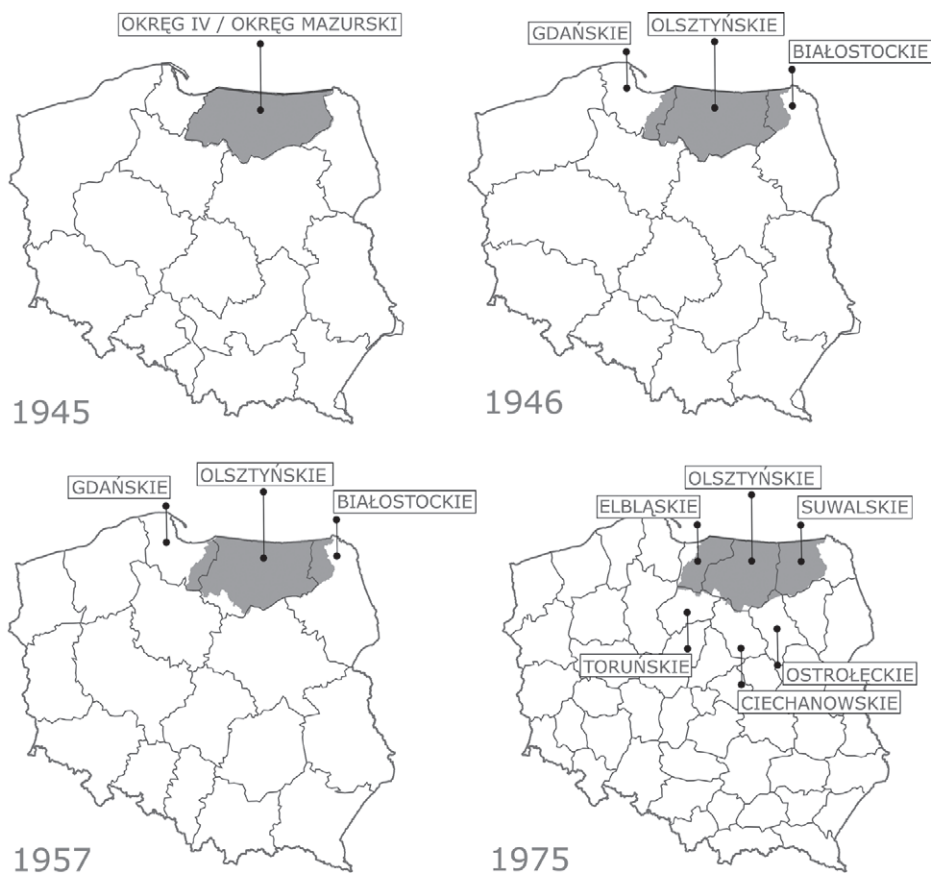 OKRĘG IV / OKRĘG MAZURSKI
1945
GDAŃSKIE
OLSZTYŃSKIE
BIAŁOSTOCKIE
1946
GDAŃSKIE
OLSZTYŃSKIE
BIAŁOSTOCKIE
1957
ELBLĄSKIE
OLSZTYŃSKIE
SUWALSKIE
TORUŃSKIE
OSTROŁĘCKIE
CIECHANOWSKIE
1975